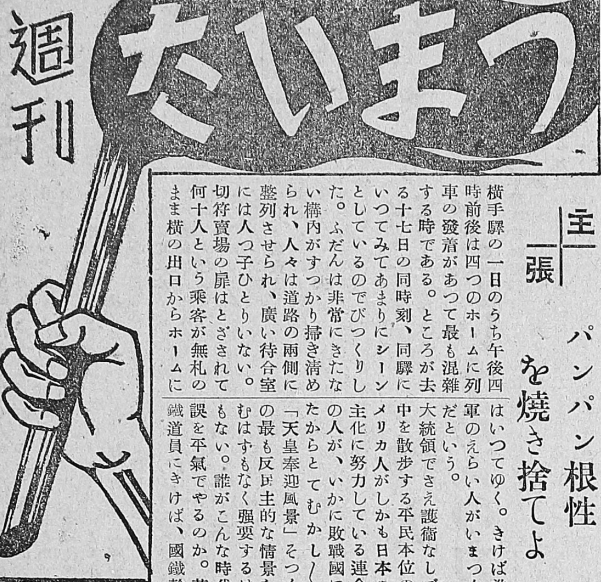 週刊
たいまつ
主張
パンパン根性
を焼き捨てよ
横手驛の一日のうち午後四
時前後は四つのホームに列
車の發着があつて最も混雜
する時である。ところが去
る十七日の同時刻、同驛に
いつてみてあまりにシーン
としているのでびつくりし
た。ふだんは非常にきたな
い構内がすつかり掃き清め
られ、人々は道路の兩側に
整列させられ、廣い待合室
には人つ子ひとりいない。
切符賣場の扉はとざされて
何十人という乘客が無札の
まま横の出口からホームに
はいつてゆく。きけば
軍のえらい人がいまつ
だという。
大統領でさえ護衞なし
中を散歩する平民本位
メリカ人がしかも日本の
主化に努力している連合
の人が、いかに敗戰國に
たからとてむかし〱
「天皇奉迎風景」そつ
の最も反民主的な情景
むはずもなく强要する
もない。誰がこんな時代
誤を平氣でやるのか。
鐵道員にきけば、國鐵